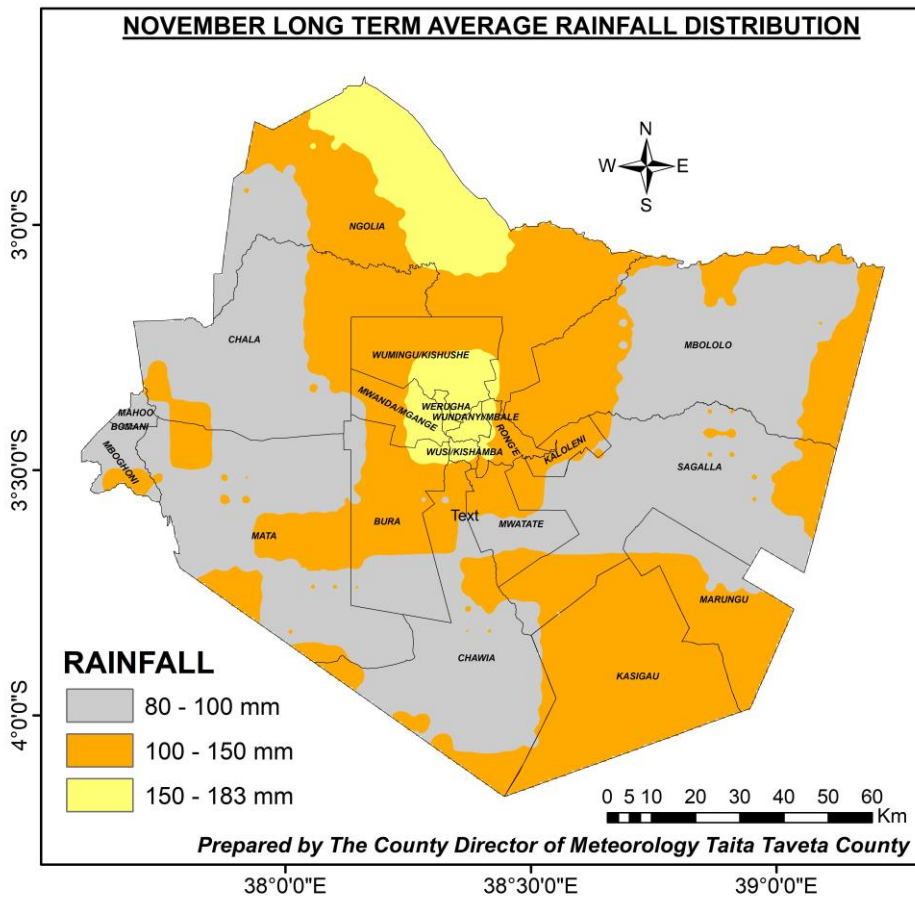 NOVEMBER LONG TERM AVERAGE RAINFALL DISTRIBUTION
N
W E
S
3°0'0"S
3°30'0"S
4°0'0"S
NGOLIA
CHALA
MBOLOLO
WUMINGU/KISHUSHE
MWANDA/MGANGE
WERUGHA
WUNDANYI/MBALE
MAHOO
BOMANI
MBOGHONI
RONG'E
KALOLENI
WUSI/KISHAMBA
SAGALLA
Text
MATA
BURA
MWATATE
MARUNGU
CHAWIA
KASIGAU
RAINFALL
80 - 100 mm
100 - 150 mm
150 - 183 mm
0 5 10 20 30 40 50 60
Km
Prepared by The County Director of Meteorology Taita Taveta County
38°0'0"E 38°30'0"E 39°0'0"E